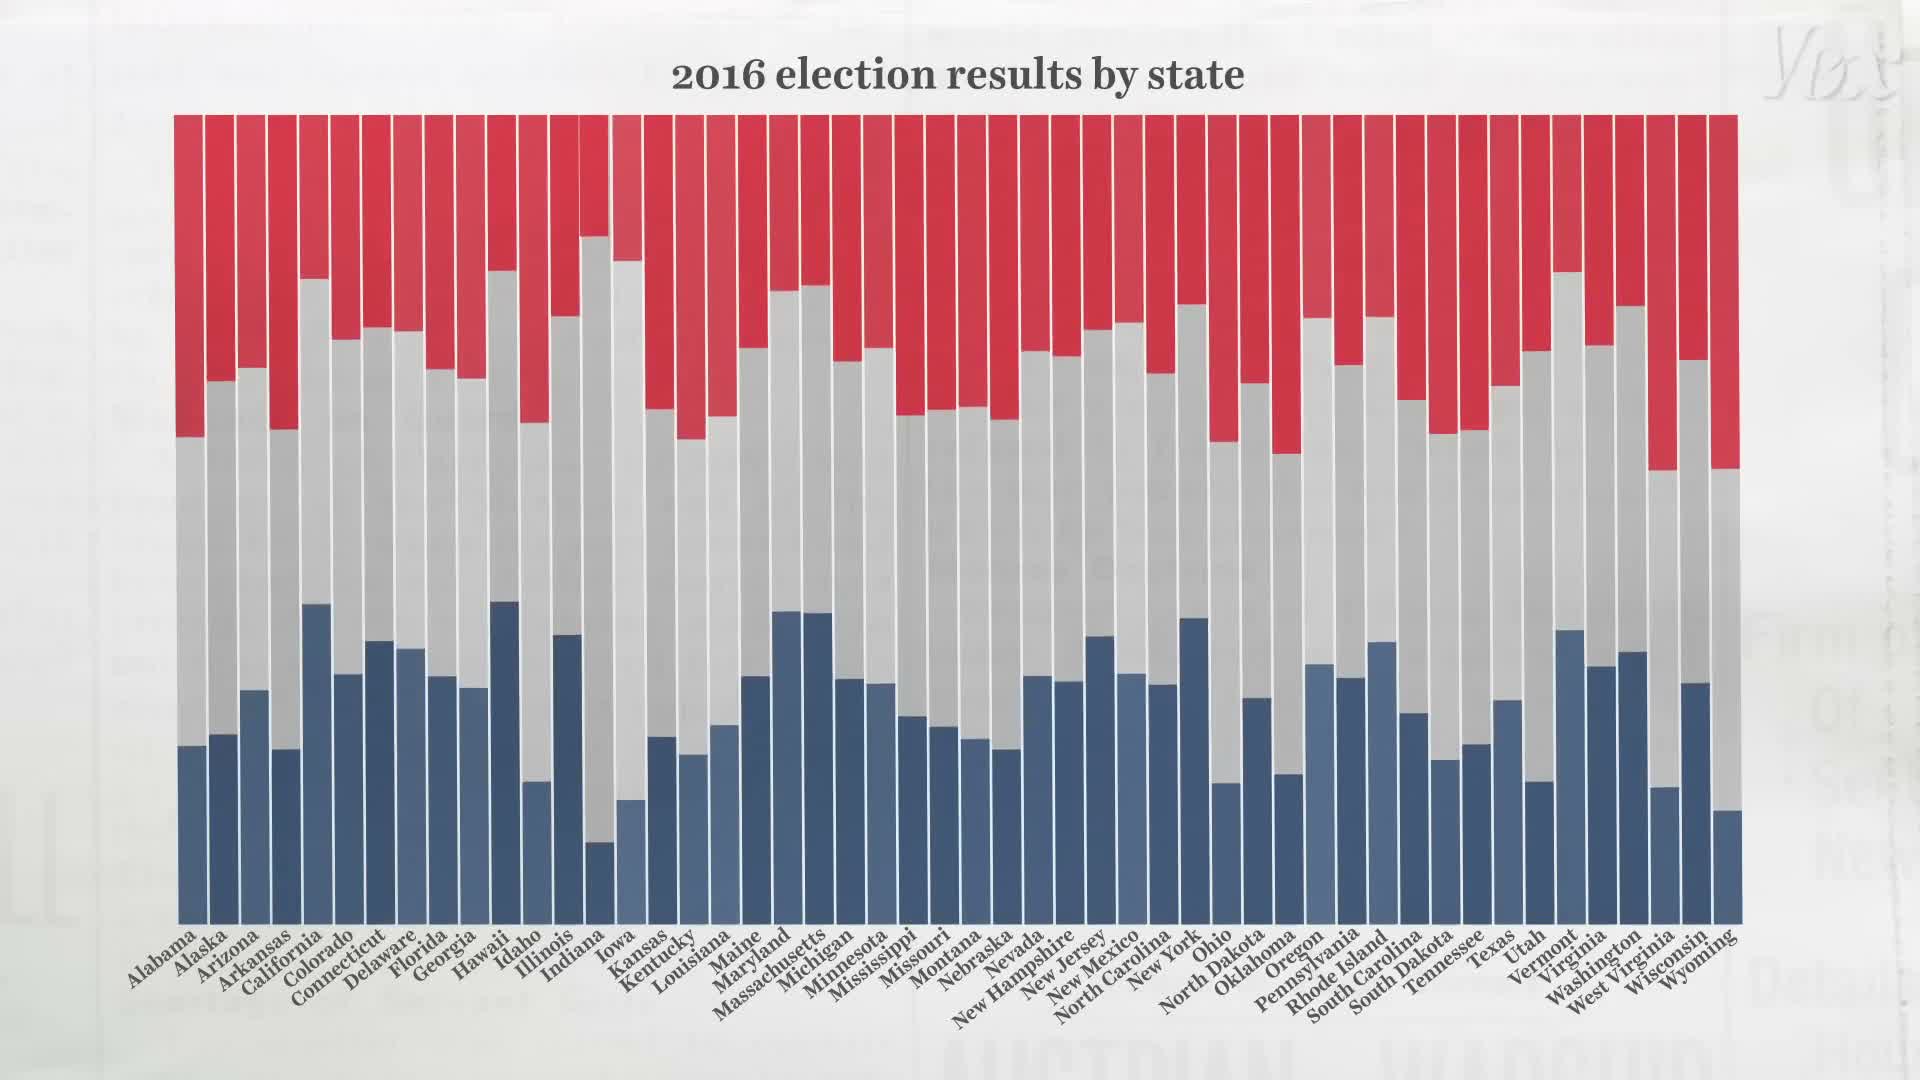 2016 election results by state
Vox
Alabama
Alaska
Arizona
Arkansas
California
Colorado
Connecticut
Delaware
Florida
Georgia
Hawaii
Idaho
Illinois
Indiana
Iowa
Kansas
Kentucky
Louisiana
Maine
Maryland
Massachusetts
Michigan
Minnesota
Mississippi
Missouri
Montana
Nebraska
Nevada
New Hampshire
New Jersey
New Mexico
North Carolina
New York
Ohio
North Dakota
Oklahoma
Oregon
Pennsylvania
Rhode Island
South Carolina
South Dakota
Tennessee
Texas
Utah
Vermont
Virginia
Washington
West Virginia
Wisconsin
Wyoming